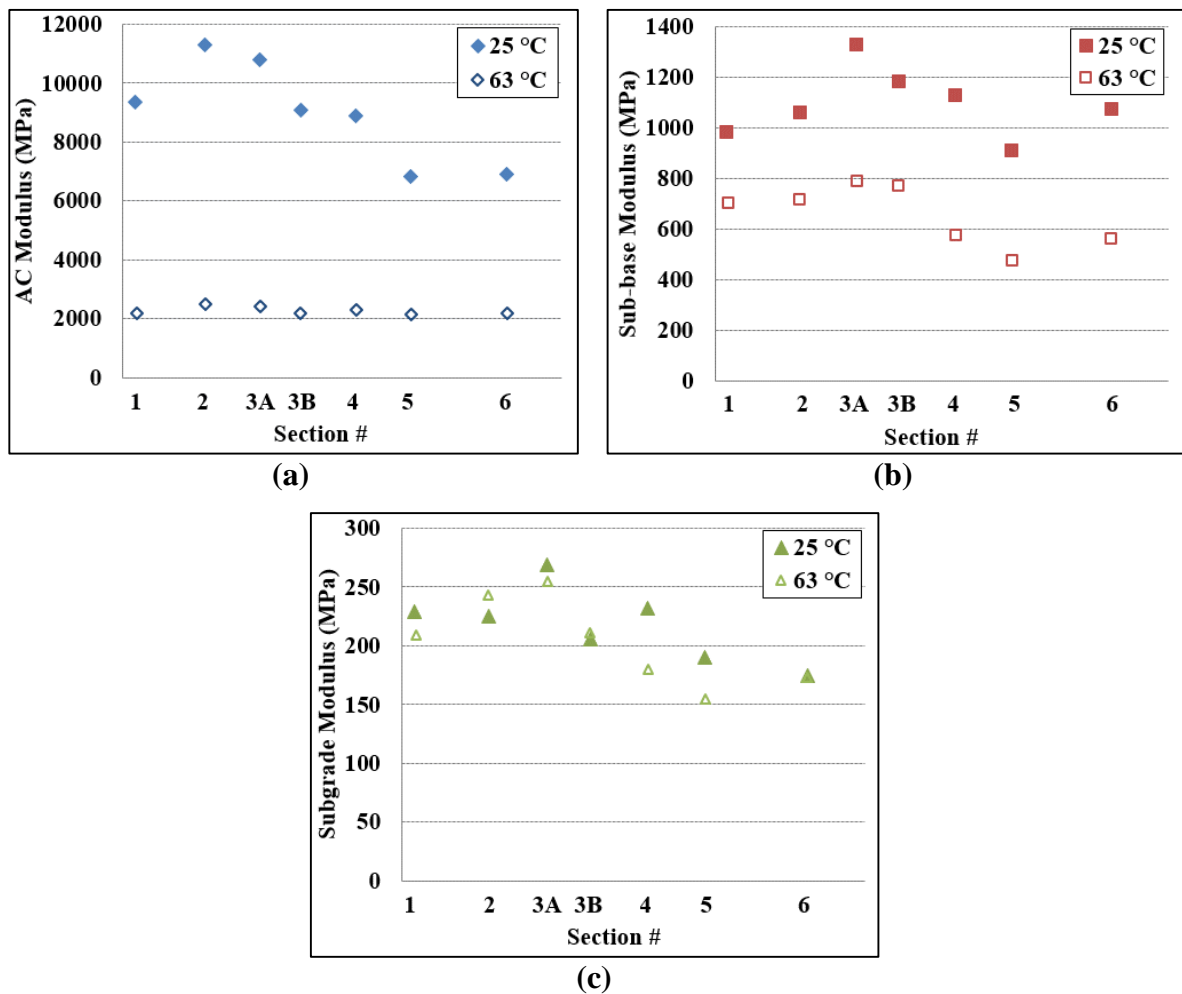 12000
10000
8000
6000
4000
2000
0
AC Modulus (MPa)
25 °C
63 °C
1 2 3A 3B 4 5 6
Section #
(a)
1400
1200
1000
800
600
400
200
0
Sub-base Modulus (MPa)
25 °C
63 °C
1 2 3A 3B 4 5 6
Section #
(b)
300
250
200
150
100
50
0
Subgrade Modulus (MPa)
25 °C
63 °C
1 2 3A 3B 4 5 6
Section #
(c)